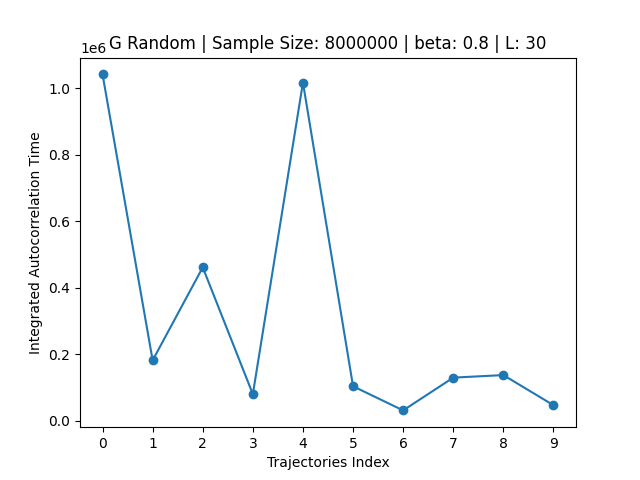 1e6
G Random | Sample Size: 8000000 | beta: 0.8 | L: 30
1.0
0.8
0.6
0.4
0.2
0.0
Integrated Autocorrelation Time
0 1 2 3 4 5 6 7 8 9
Trajectories Index